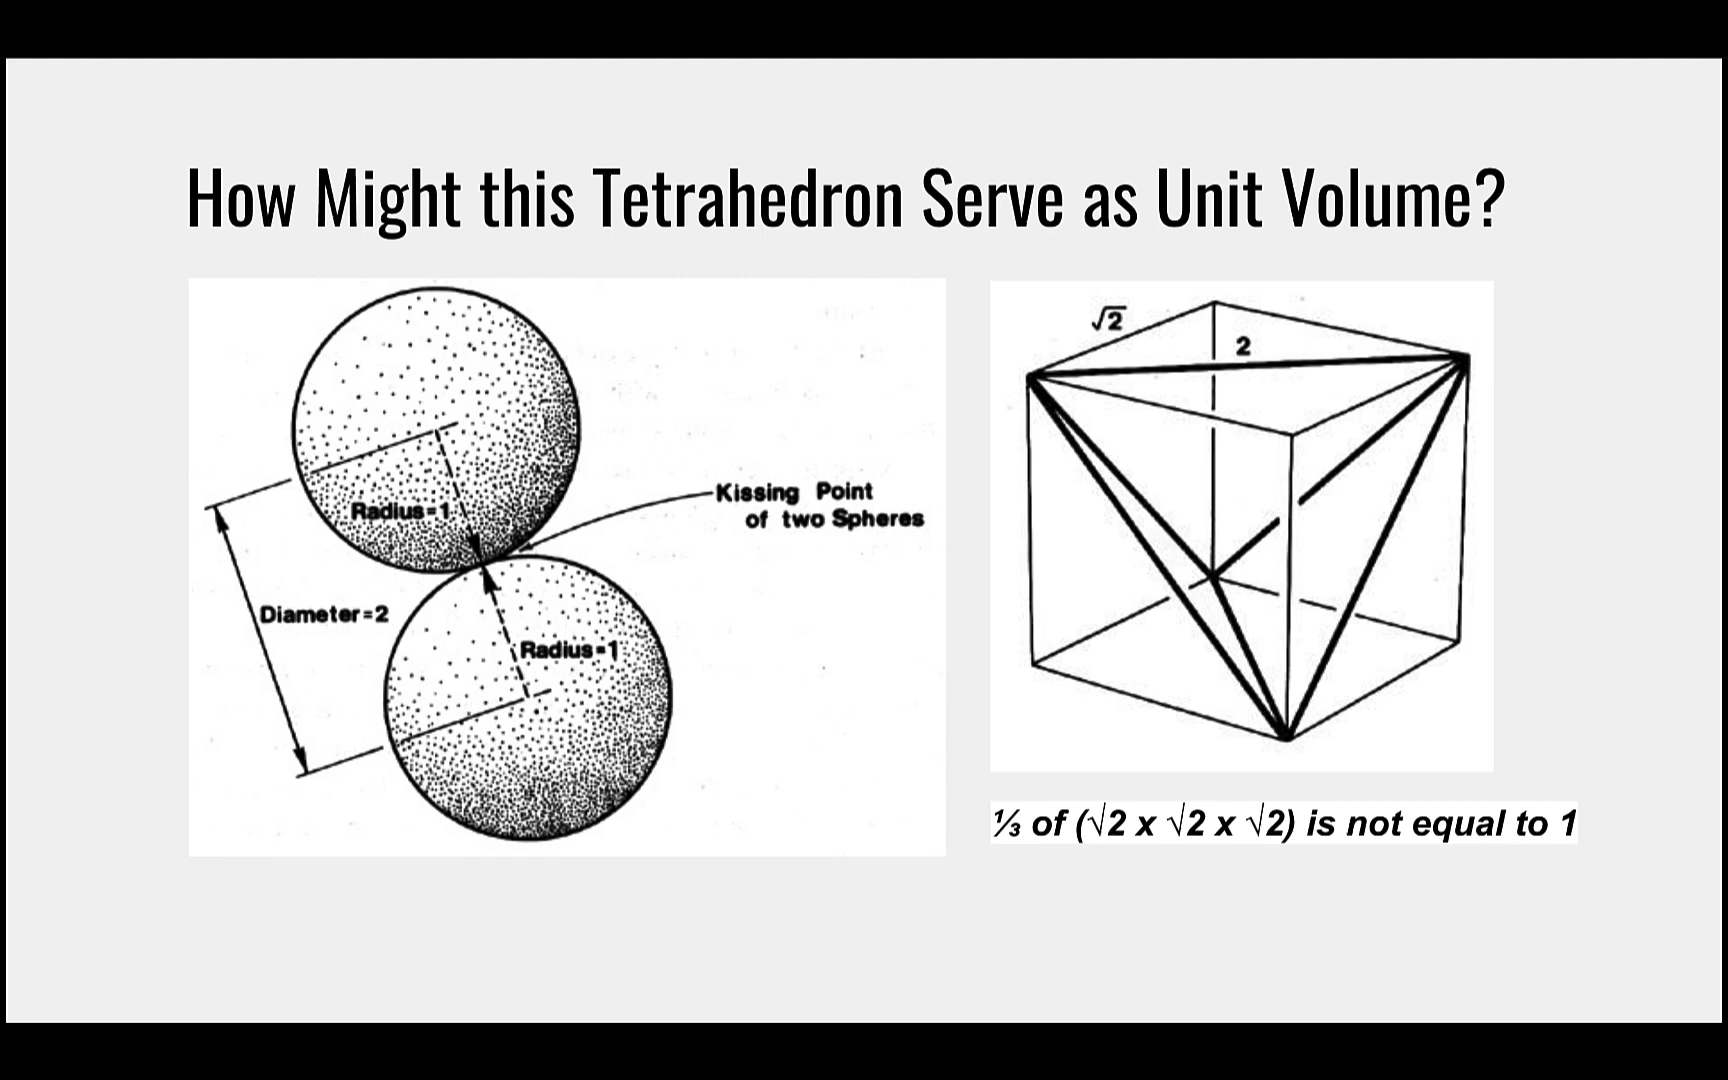 How Might this Tetrahedron Serve as Unit Volume?
Radius=1
Kissing Point
of two Spheres
Diameter=2
Radius=1
√2
2
⅓ of (√2 x √2 x √2) is not equal to 1